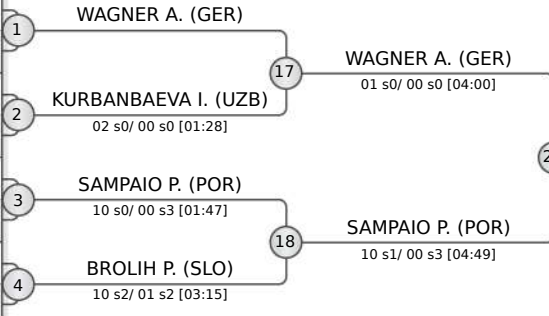 WAGNER A. (GER)
1
17
WAGNER A. (GER)
01 s0/ 00 s0 [04:00]
2
KURBANBAEVA I. (UZB)
02 s0/ 00 s0 [01:28]
3
SAMPAIO P. (POR)
10 s0/ 00 s3 [01:47]
18
SAMPAIO P. (POR)
10 s1/ 00 s3 [04:49]
4
BROLIH P. (SLO)
10 s2/ 01 s2 [03:15]